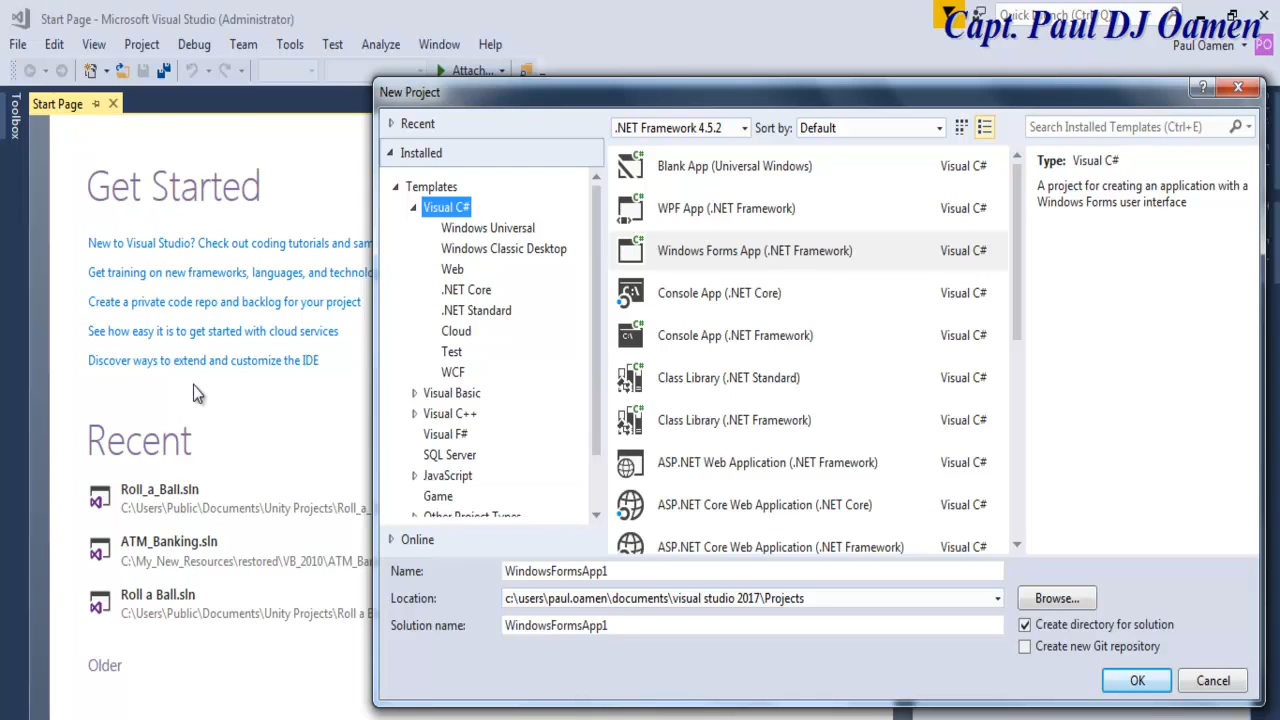 Start Page - Microsoft Visual Studio (Administrator)
Quick Launch (Ctrl+Q)
Capt. Paul DJ Oamen
File Edit View Project Debug Team Tools Test Analyze Window Help
Paul Oamen
PO
Attach...
Toolbox
Start Page
Get Started
New to Visual Studio? Check out coding tutorials and sam
Get training on new frameworks, languages, and technolo
Create a private code repo and backlog for your project
See how easy it is to get started with cloud services
Discover ways to extend and customize the IDE
Recent
Roll_a_Ball.sln
C:\Users\Public\Documents\Unity Projects\Roll_a_
ATM_Banking.sln
C:\My_New_Resources\restored\VB_2010\ATM_Ban
Roll a Ball.sln
C:\Users\Public\Documents\Unity Projects\Roll a B
Older
New Project
Recent
Installed
Templates
Visual C#
Windows Universal
Windows Classic Desktop
Web
.NET Core
.NET Standard
Cloud
Test
WCF
Visual Basic
Visual C++
Visual F#
SQL Server
JavaScript
Game
Other Project Types
Online
.NET Framework 4.5.2 Sort by: Default
Blank App (Universal Windows) Visual C#
WPF App (.NET Framework) Visual C#
Windows Forms App (.NET Framework) Visual C#
Console App (.NET Core) Visual C#
Console App (.NET Framework) Visual C#
Class Library (.NET Standard) Visual C#
Class Library (.NET Framework) Visual C#
ASP.NET Web Application (.NET Framework) Visual C#
ASP.NET Core Web Application (.NET Core) Visual C#
ASP.NET Core Web Application (.NET Framework) Visual C#
Search Installed Templates (Ctrl+E)
Type: Visual C#
A project for creating an application with a
Windows Forms user interface
Name: WindowsFormsApp1
Location: c:\users\paul.oamen\documents\visual studio 2017\Projects
Browse...
Solution name: WindowsFormsApp1
Create directory for solution
Create new Git repository
OK Cancel